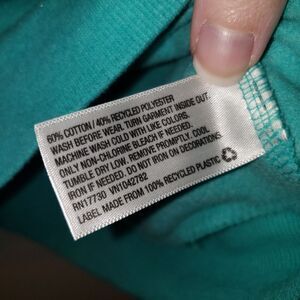 60% COTTON / 40% RECYCLED POLYESTER
WASH BEFORE WEAR. TURN GARMENT INSIDE OUT.
MACHINE WASH COLD WITH LIKE COLORS.
ONLY NON-CHLORINE BLEACH IF NEEDED.
TUMBLE DRY LOW. REMOVE PROMPTLY. COOL
IRON IF NEEDED. DO NOT IRON ON DECORATIONS.
RN17730 VN1042782
LABEL MADE FROM 100% RECYCLED PLASTIC